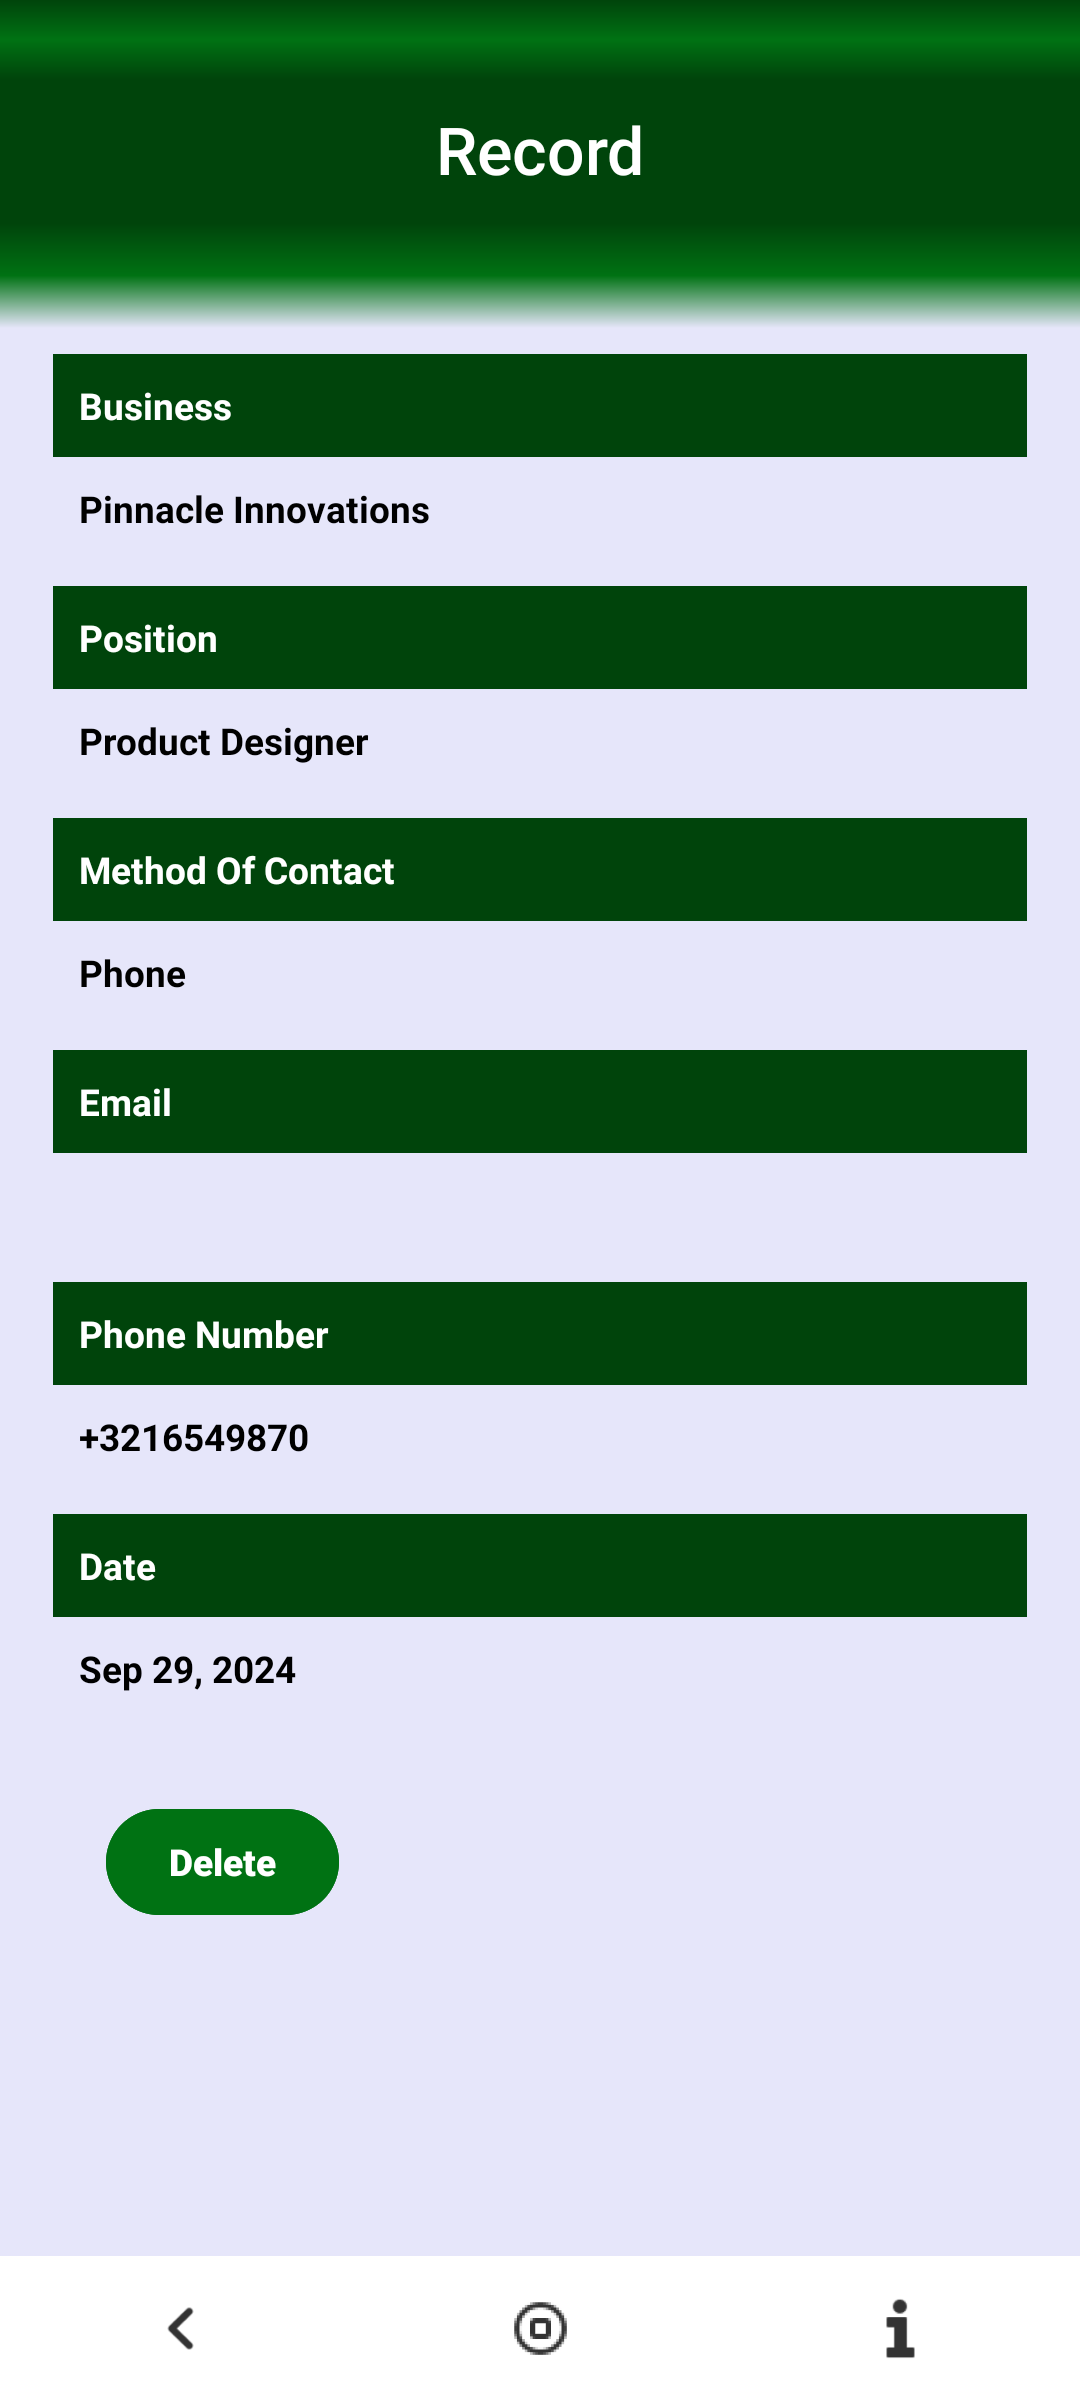 Record
Business
Pinnacle Innovations
Position
Product Designer
Method Of Contact
Phone
Email
Phone Number
+3216549870
Date
Sep 29, 2024
Delete